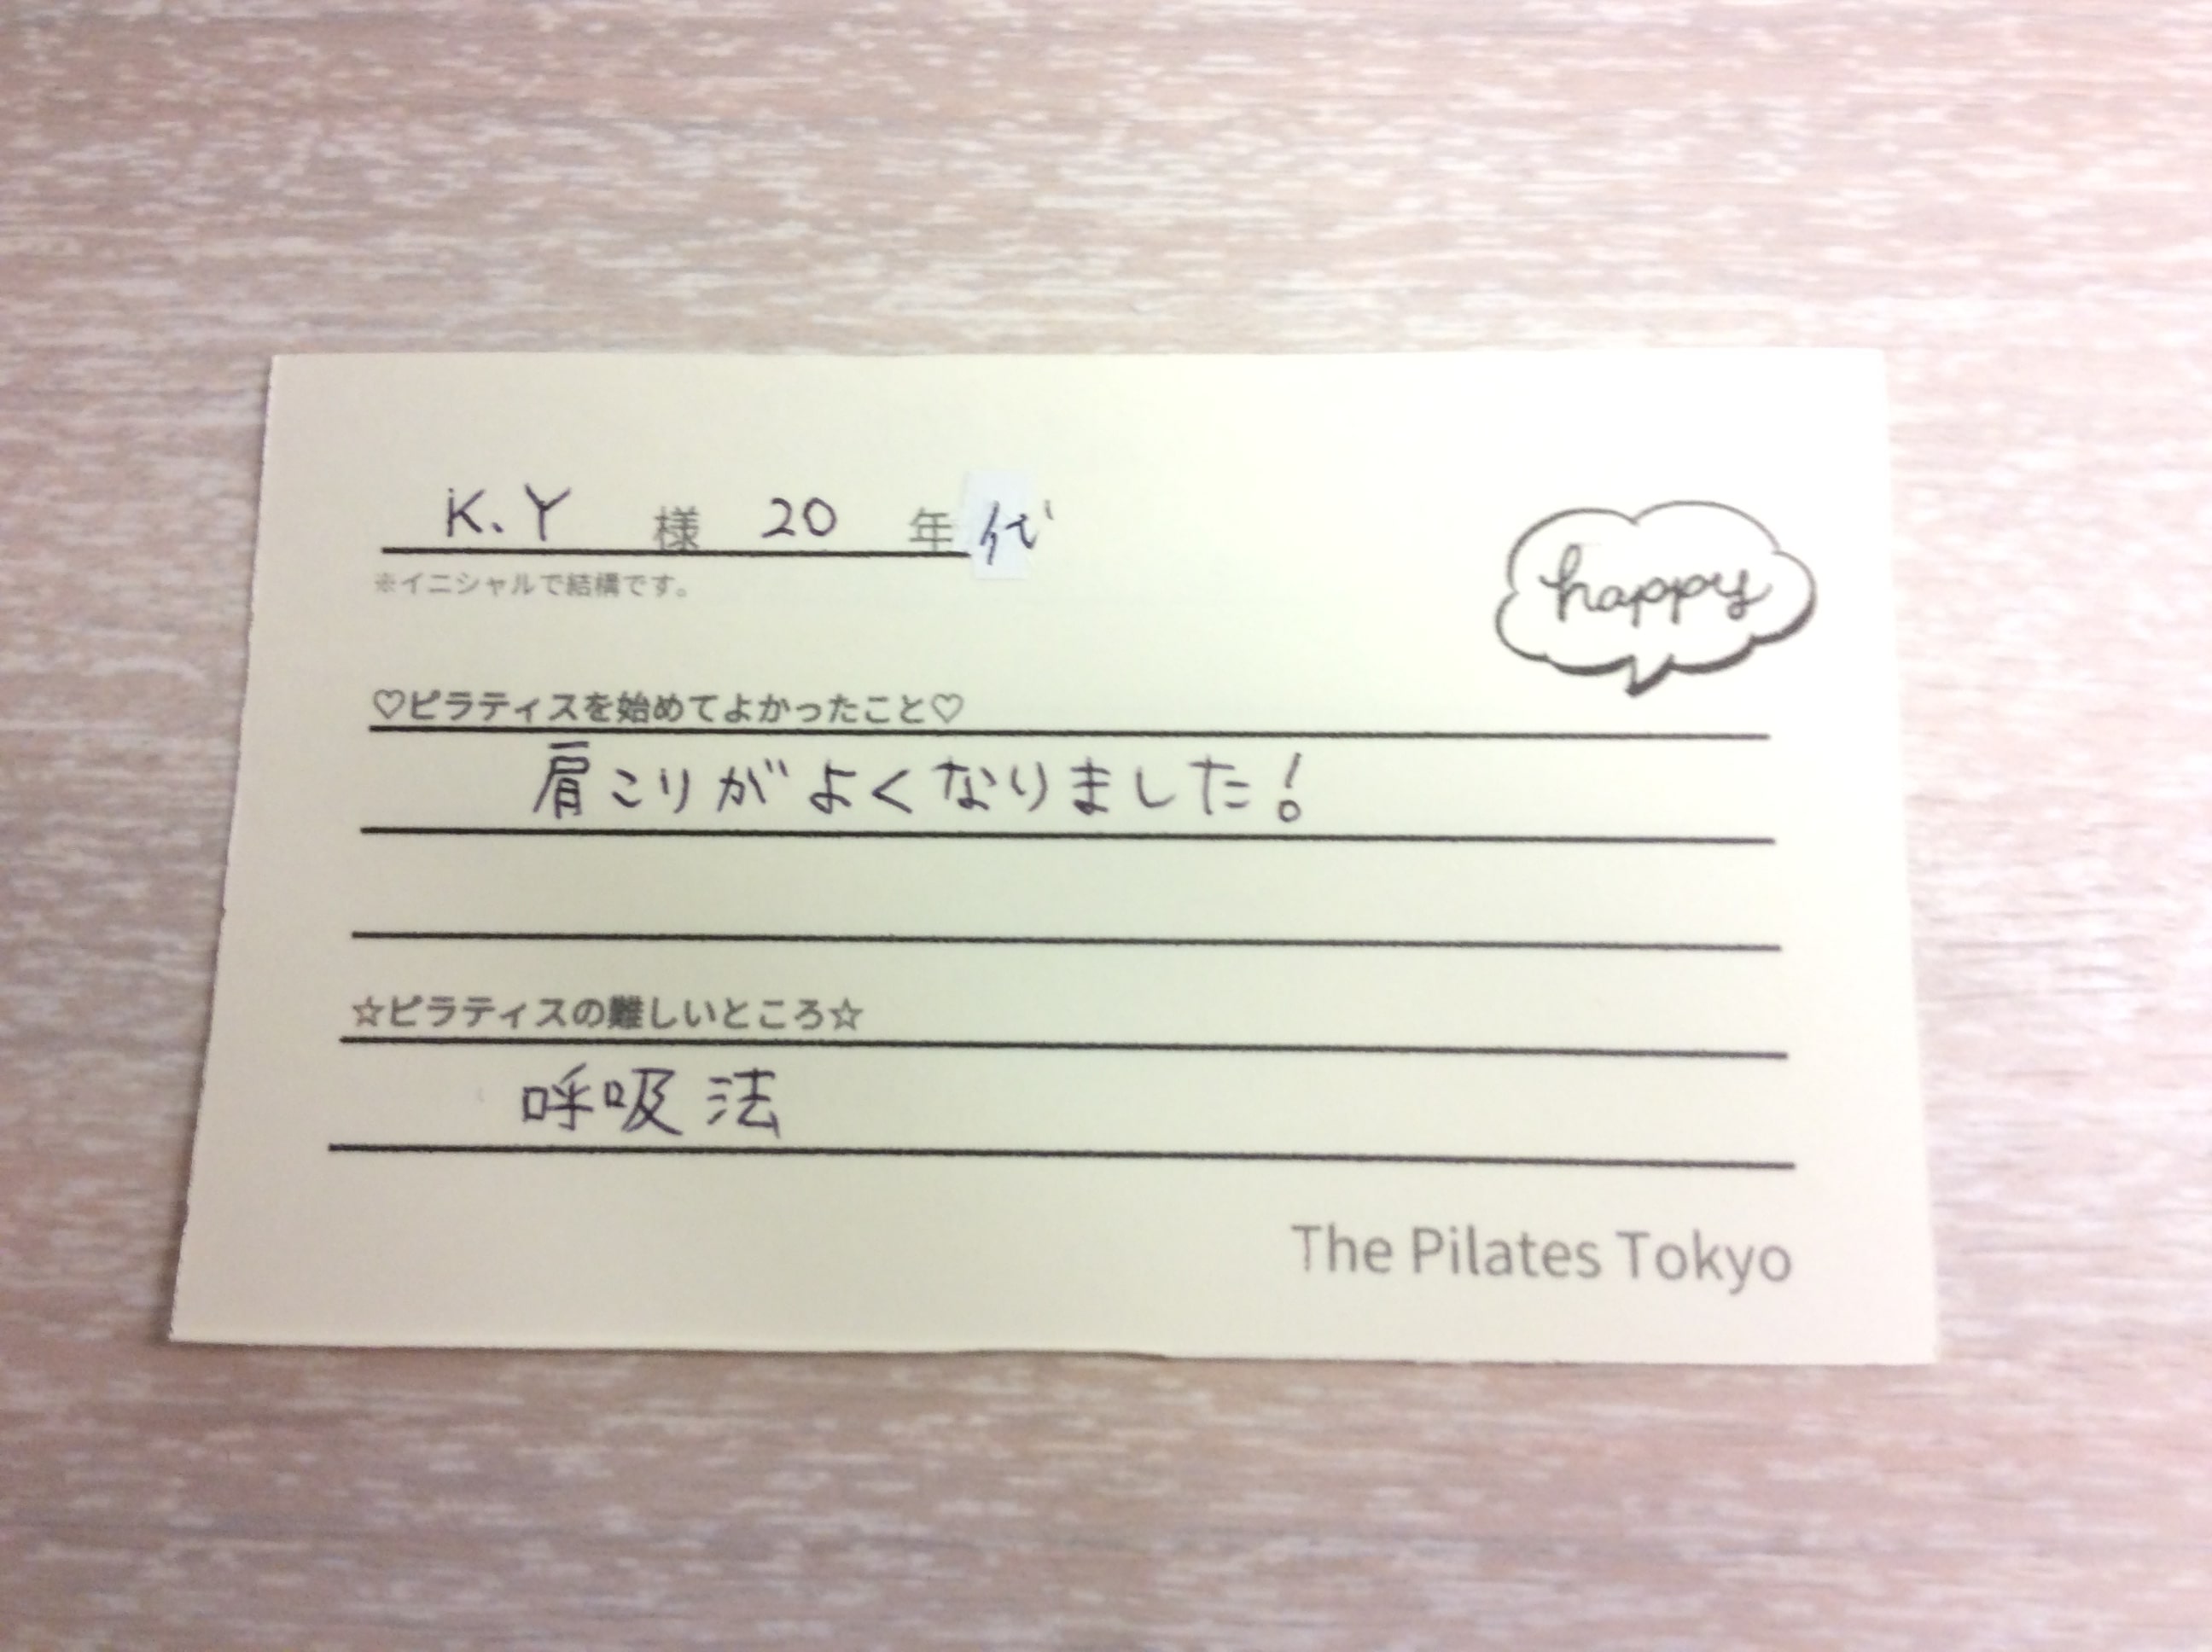 K.Y 様 20 年代
※イニシャルで結構です。
happy
♡ピラティスを始めてよかったこと♡
肩こりがよくなりました!
☆ピラティスの難しいところ☆
呼吸法
The Pilates Tokyo